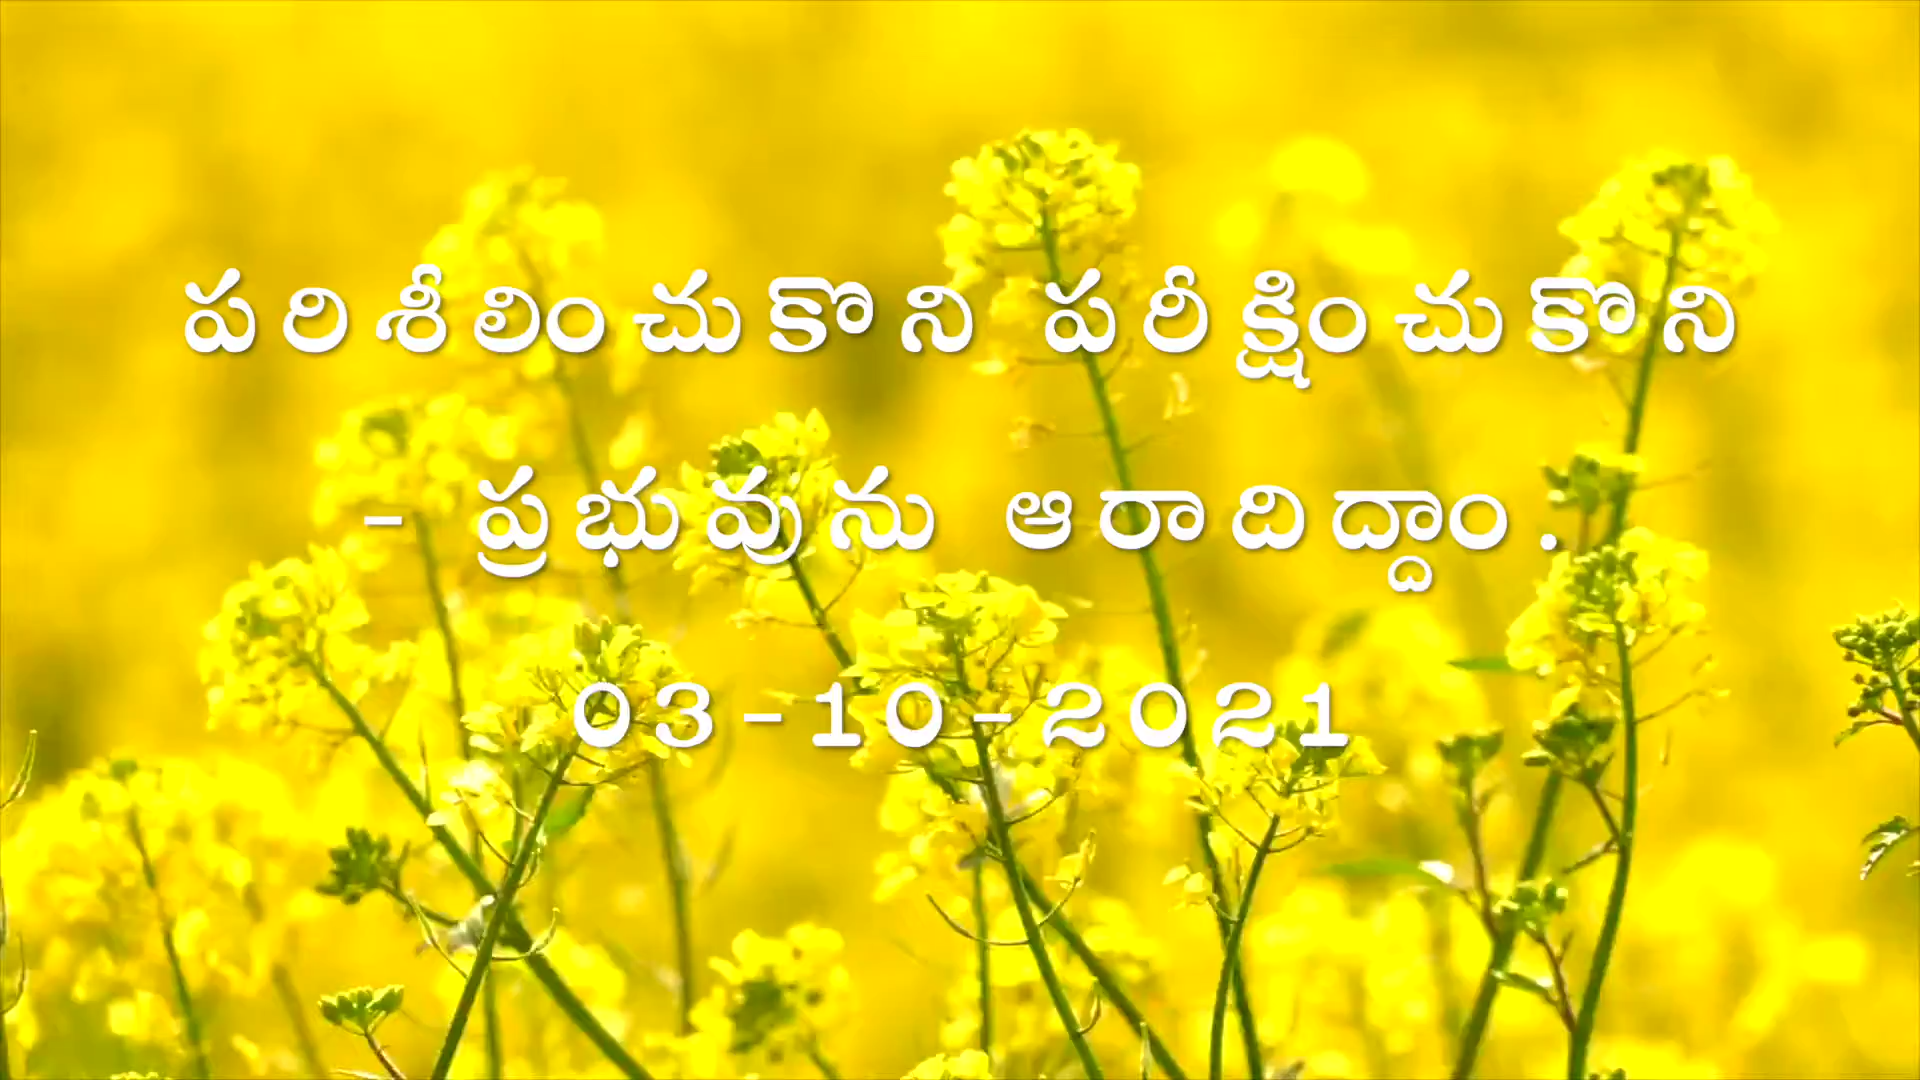 పరిశీలించుకొని పరీక్షించుకొని
- ప్రభువును ఆరాదిద్దాం.
03-10-2021